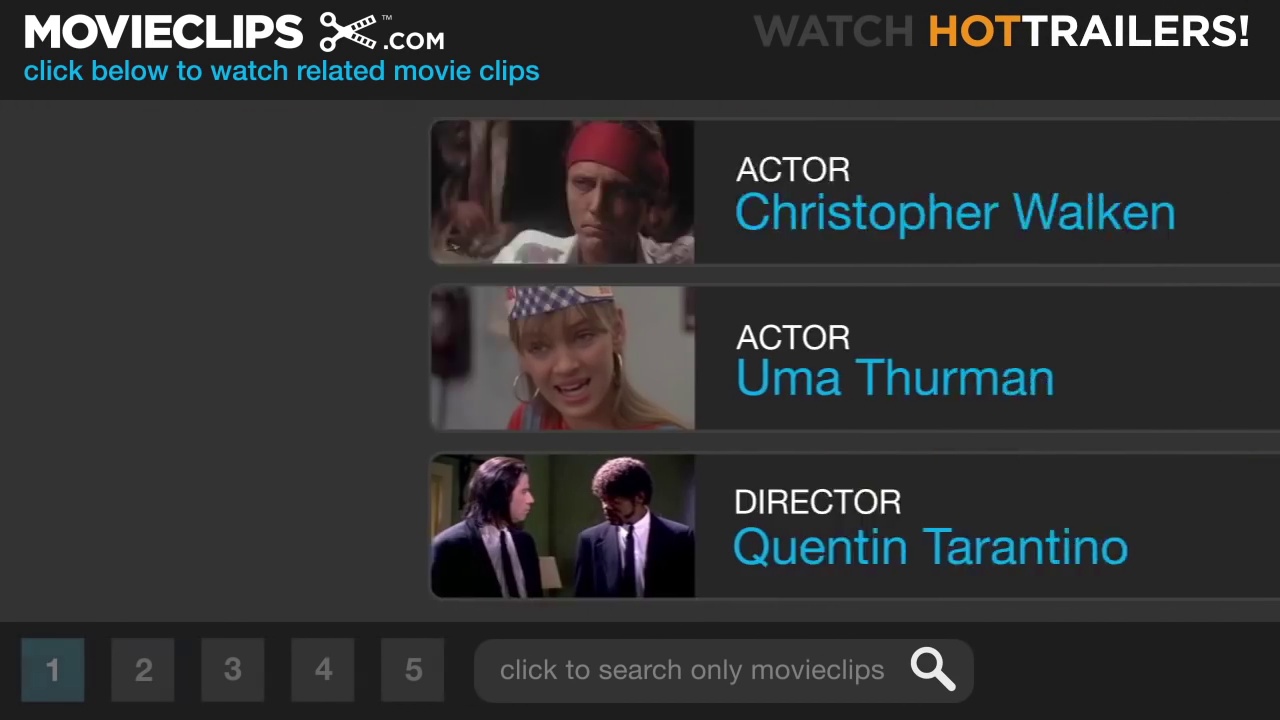 MOVIECLIPS ™ .COM
click below to watch related movie clips
WATCH HOTTRAILERS!
ACTOR
Christopher Walken
ACTOR
Uma Thurman
DIRECTOR
Quentin Tarantino
1 2 3 4 5
click to search only movieclips